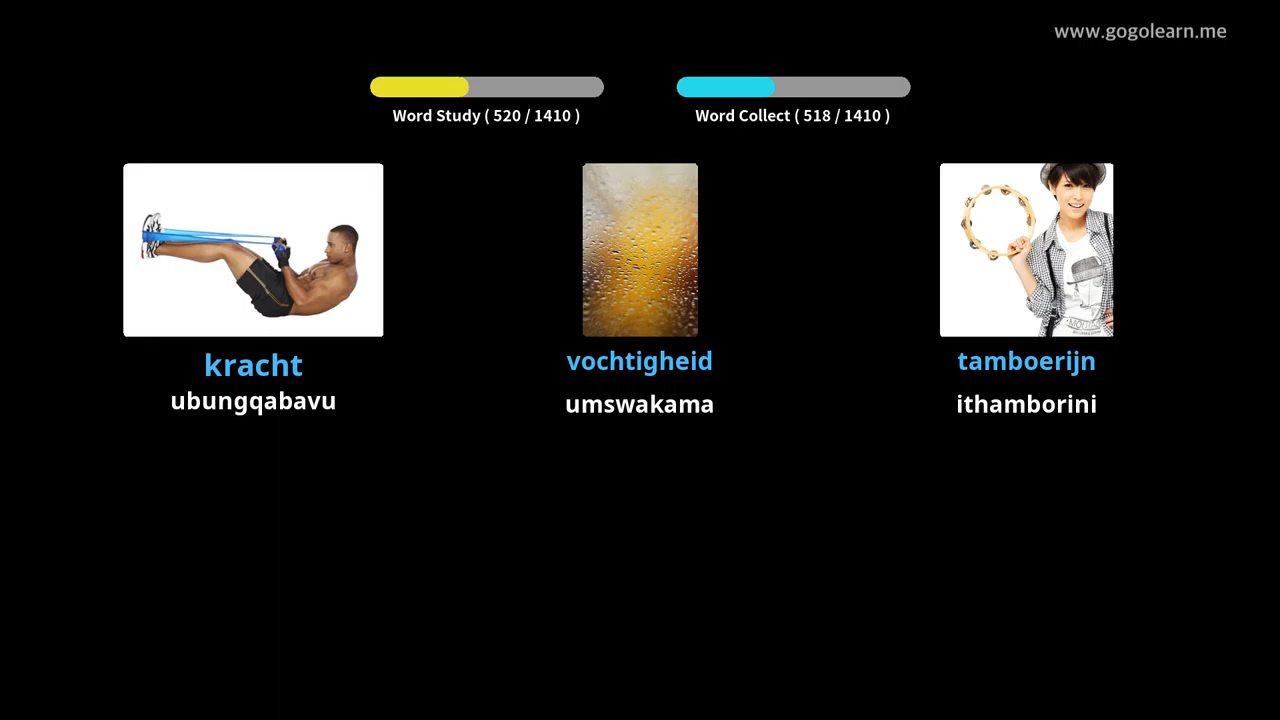 www.gogolearn.me
Word Study ( 520 / 1410 )
Word Collect ( 518 / 1410 )
kracht
ubungqabavu
vochtigheid
umswakama
tamboerijn
ithamborini